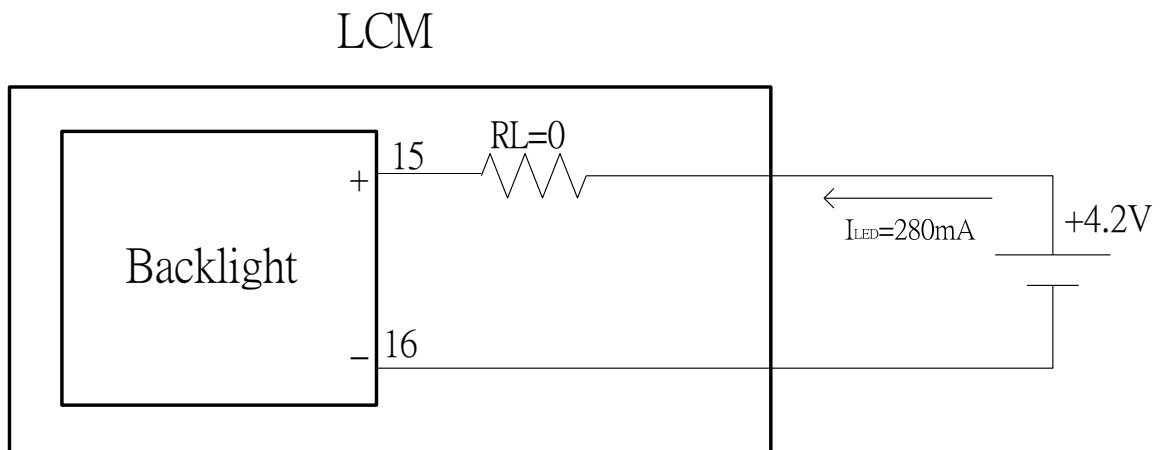 LCM
RL=0
15
+
+4.2V
ILED=280mA
Backlight
16
−